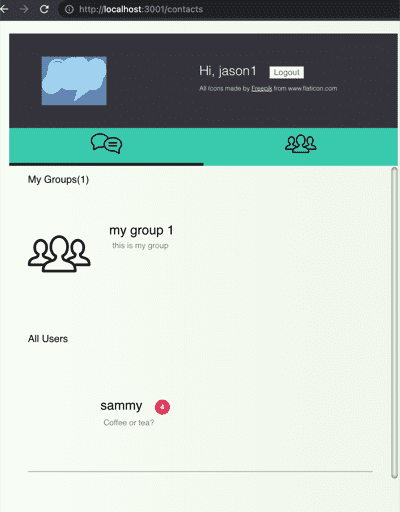 http://localhost:3001/contacts
Hi, jason1 Logout
All Icons made by Freepik from www.flaticon.com
My Groups(1)
my group 1
this is my group
All Users
sammy 4
Coffee or tea?